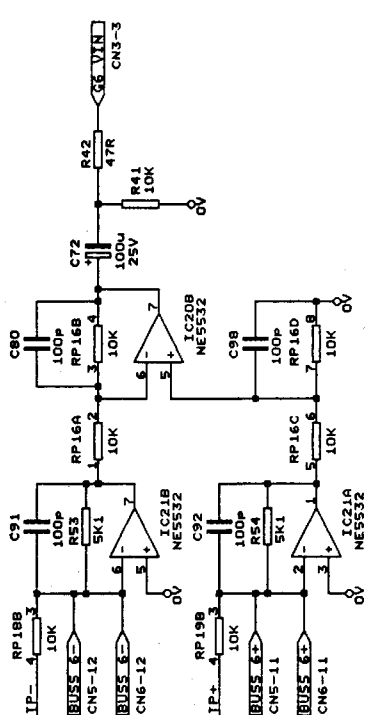 G6 VIN
CN3-3
R42
47R
R41
10K
0V
C72
+
100u
25V
C80
100p
3
4
RP16B
10K
7
IC20B
NE5532
6
-
5
+
C98
100p
7
8
RP16D
10K
0V
1
2
RP16A
10K
5
6
RP16C
10K
C91
100p
R53
5K1
7
IC21B
NE5532
6
-
5
+
0V
C92
100p
R54
5K1
1
IC21A
NE5532
2
-
3
+
0V
RP18B
4
3
10K
RP19B
4
3
10K
IP-
BUSS 6-
CN5-12
BUSS 6-
CN6-12
IP+
BUSS 6+
CN5-11
BUSS 6+
CN6-11